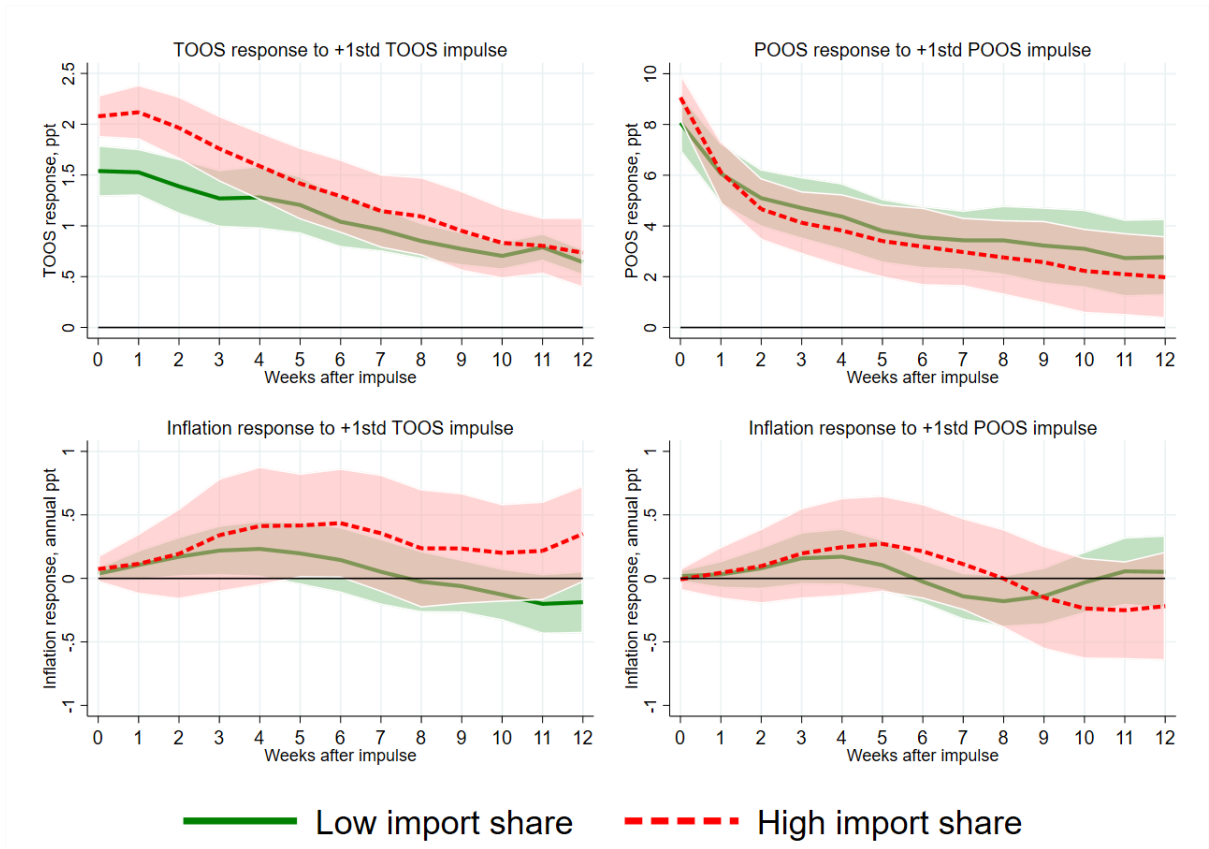 TOOS response to +1std TOOS impulse
TOOS response, ppt
2.5
2
1.5
1
.5
0
0 1 2 3 4 5 6 7 8 9 10 11 12
Weeks after impulse
POOS response to +1std POOS impulse
POOS response, ppt
10
8
6
4
2
0
0 1 2 3 4 5 6 7 8 9 10 11 12
Weeks after impulse
Inflation response to +1std TOOS impulse
Inflation response, annual ppt
1
.5
0
-.5
-1
0 1 2 3 4 5 6 7 8 9 10 11 12
Weeks after impulse
Inflation response to +1std POOS impulse
Inflation response, annual ppt
1
.5
0
-.5
-1
0 1 2 3 4 5 6 7 8 9 10 11 12
Weeks after impulse
Low import share High import share